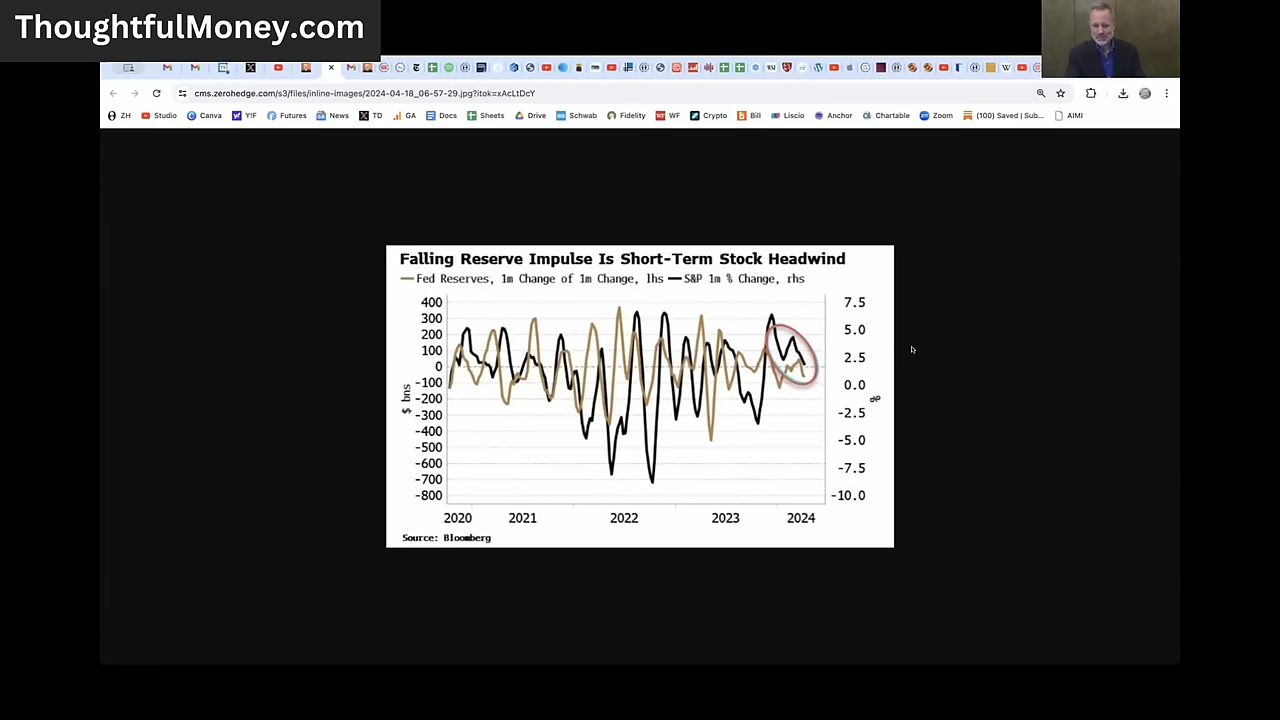 ThoughtfulMoney.com
cms.zerohedge.com/s3/files/inline-images/2024-04-18_06-57-29.jpg?itok=xAcLtDcY
ZH Studio Canva Y!F Futures News TD GA Docs Sheets Drive Schwab Fidelity WF Crypto Bill Liscio Anchor Chartable Zoom (100) Saved | Sub... AIMI
Falling Reserve Impulse Is Short-Term Stock Headwind
Fed Reserves, 1m Change of 1m Change, lhs S&P 1m % Change, rhs
400 7.5
300
200 5.0
100 2.5
0
-100 0.0
-200 -2.5
-300
-400 -5.0
-500
-600 -7.5
-700
-800 -10.0
$ bns
%
2020 2021 2022 2023 2024
Source: Bloomberg